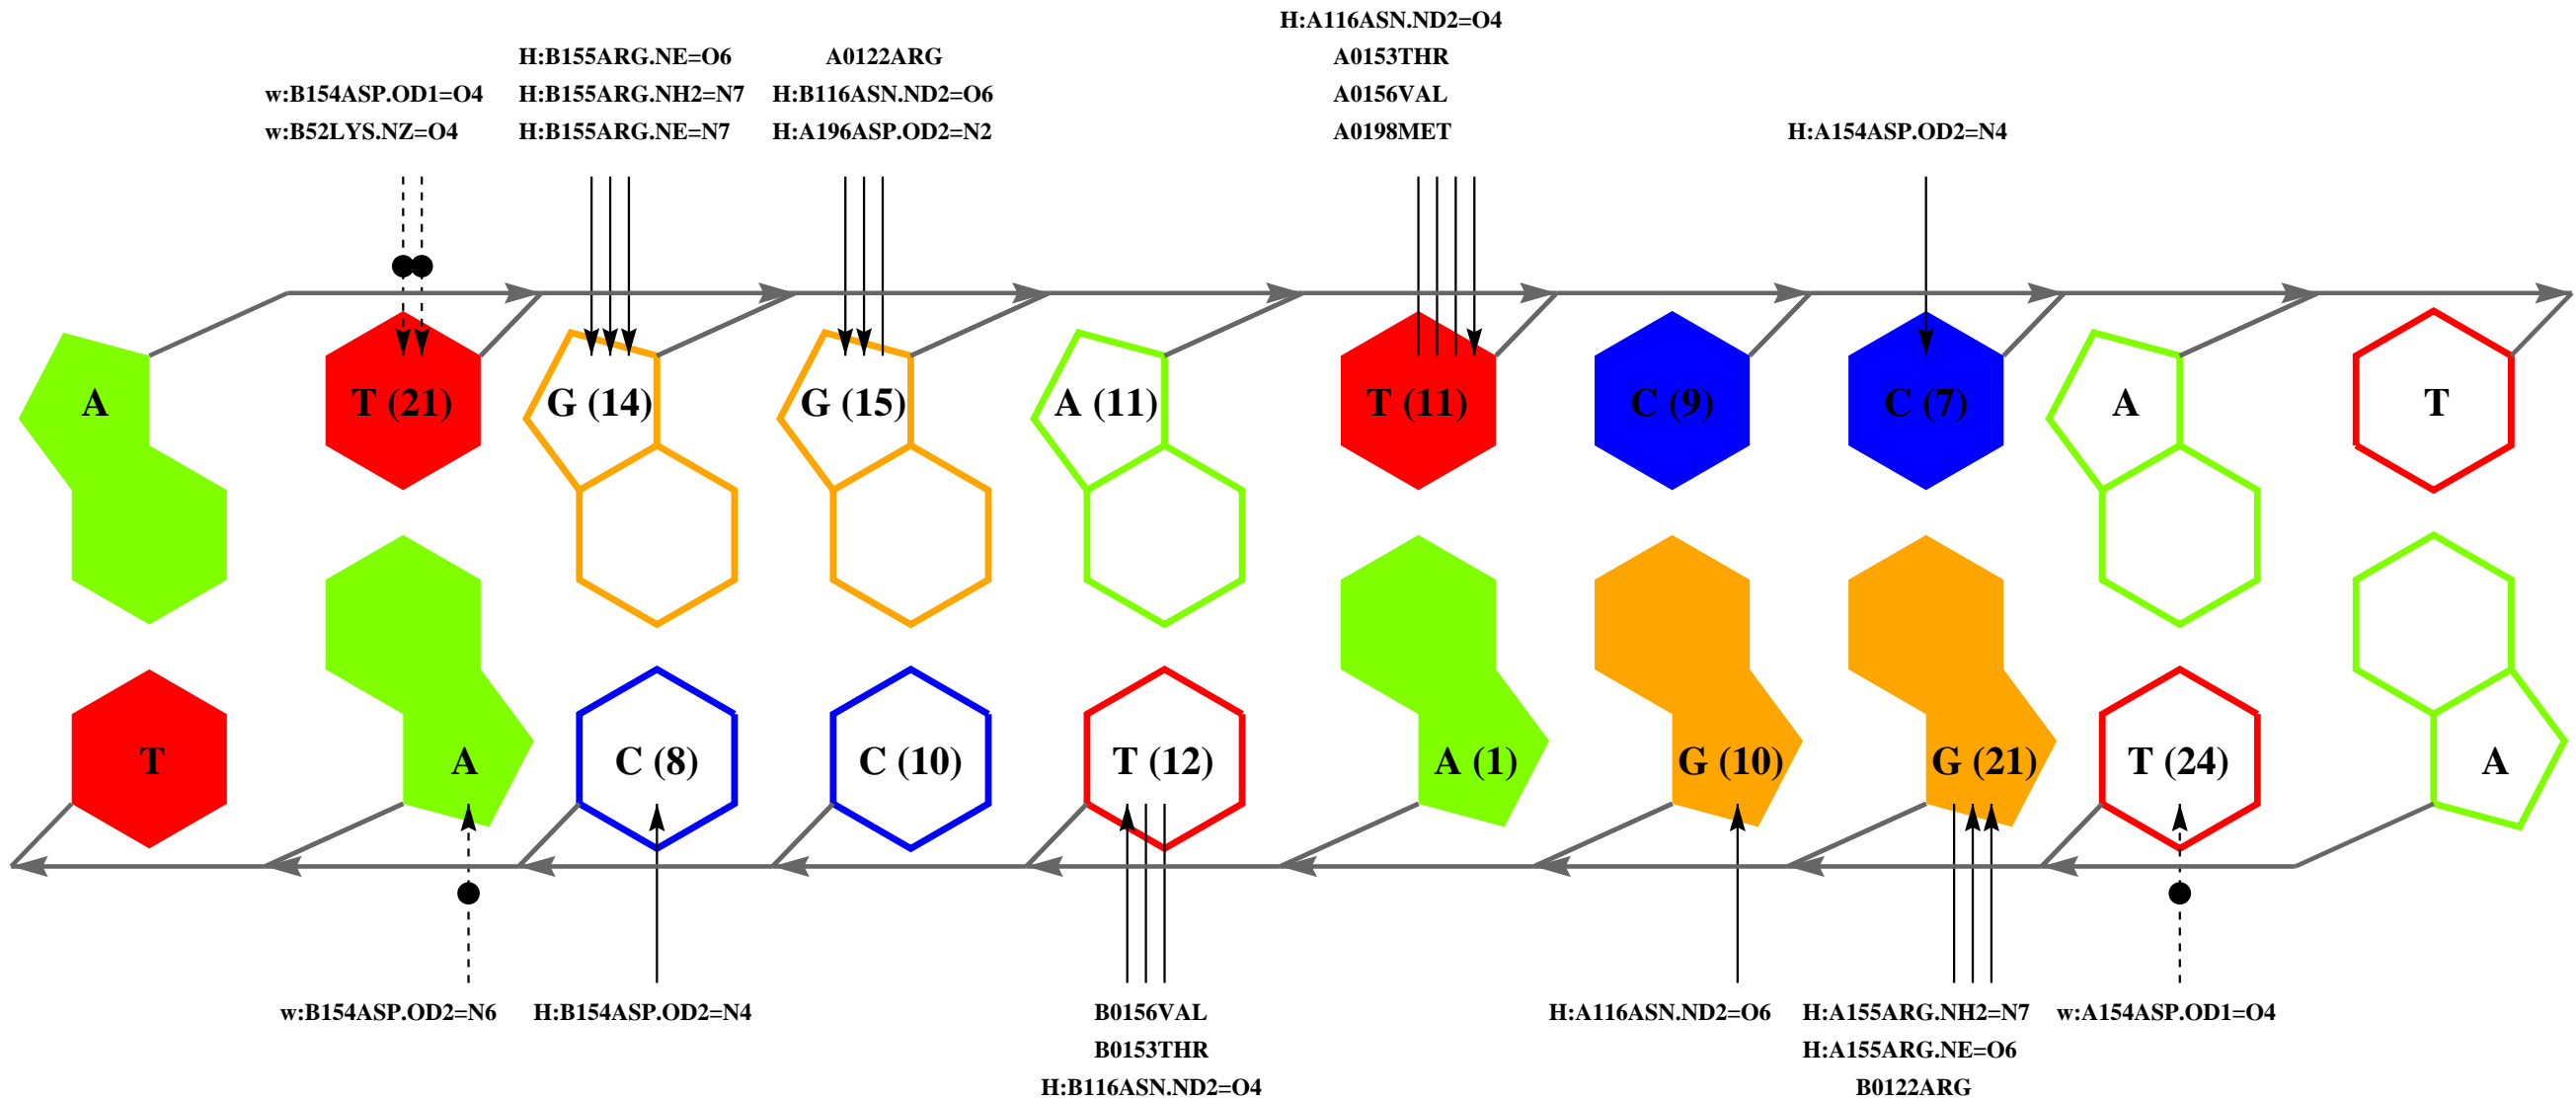 H:A116ASN.ND2=O4
H:B155ARG.NE=O6
A0122ARG
A0153THR
w:B154ASP.OD1=O4
H:B155ARG.NH2=N7
H:B116ASN.ND2=O6
A0156VAL
w:B52LYS.NZ=O4
H:B155ARG.NE=N7
H:A196ASP.OD2=N2
A0198MET
H:A154ASP.OD2=N4
A
T (21)
G (14)
G (15)
A (11)
T (11)
C (9)
C (7)
A
T
T
A
C (8)
C (10)
T (12)
A (1)
G (10)
G (21)
T (24)
A
w:B154ASP.OD2=N6
H:B154ASP.OD2=N4
B0156VAL
H:A116ASN.ND2=O6
H:A155ARG.NH2=N7
w:A154ASP.OD1=O4
B0153THR
H:A155ARG.NE=O6
H:B116ASN.ND2=O4
B0122ARG